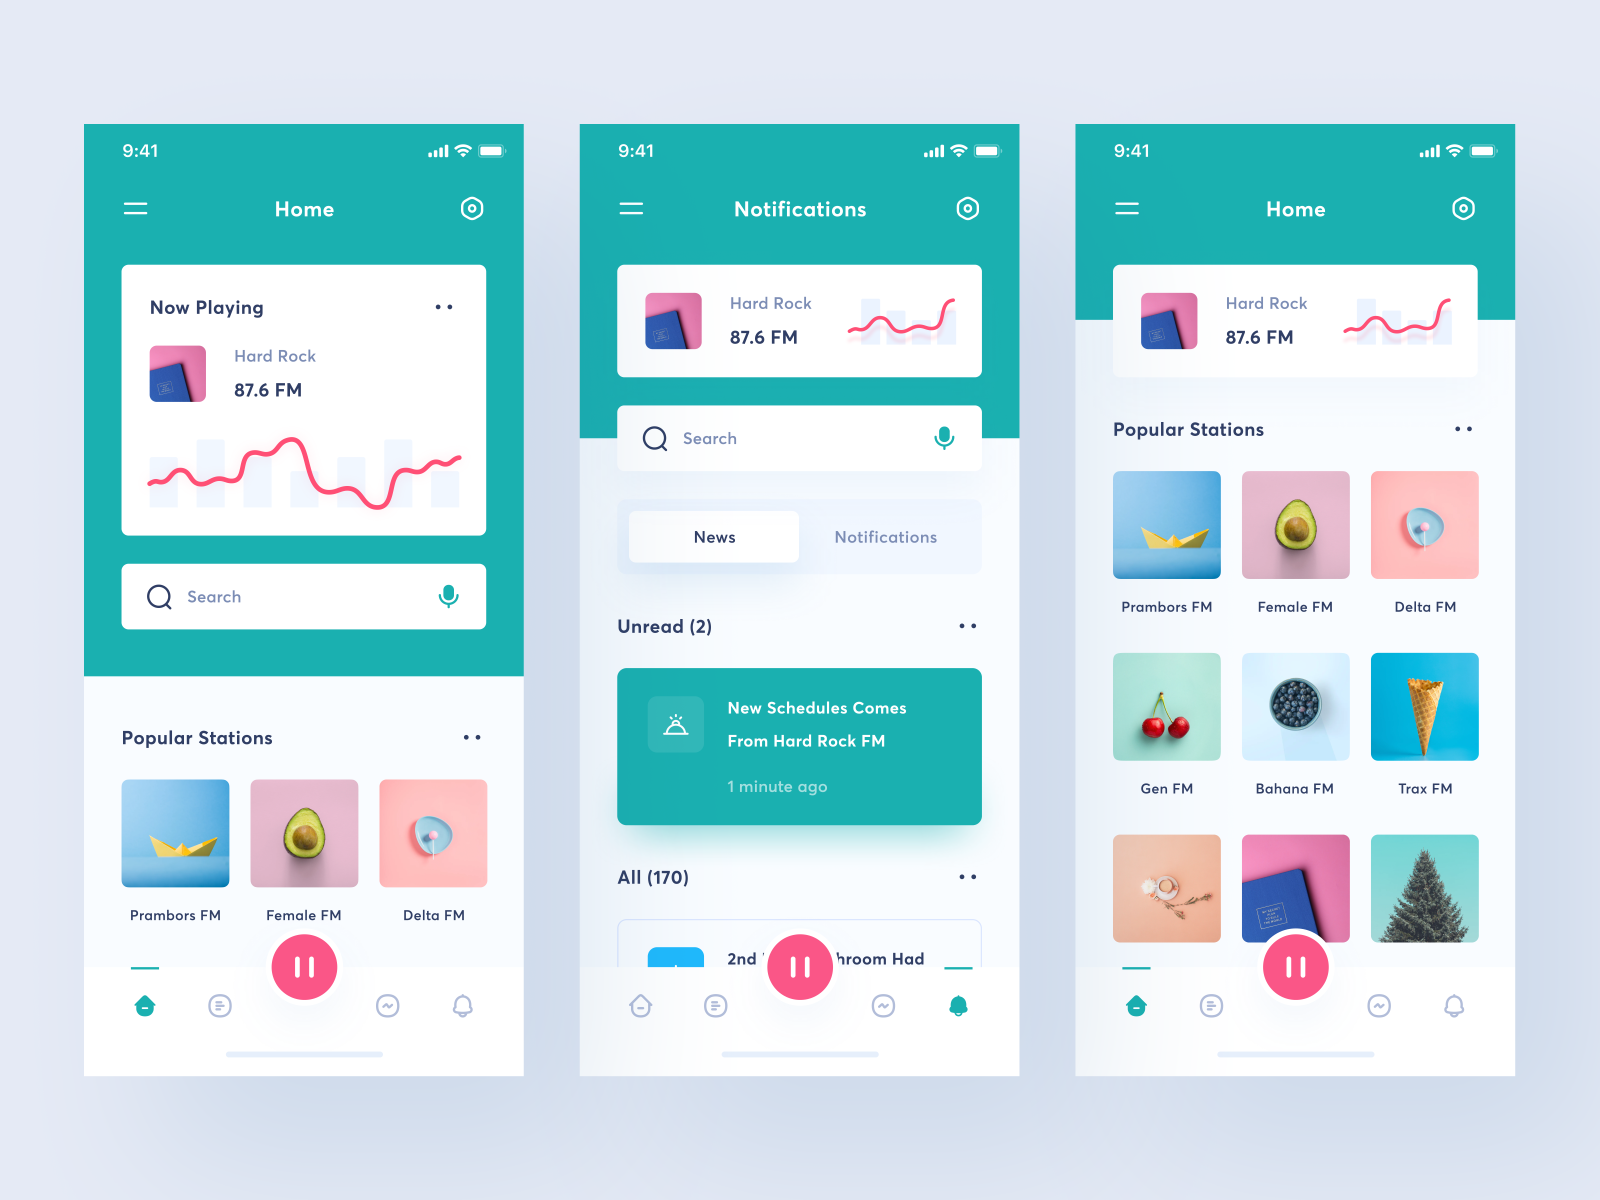 9:41
Home
Now Playing
Hard Rock
87.6 FM
Search
Popular Stations
Prambors FM
Female FM
Delta FM
9:41
Notifications
Hard Rock
87.6 FM
Search
News
Notifications
Unread (2)
New Schedules Comes
From Hard Rock FM
1 minute ago
All (170)
2nd hroom Had
9:41
Home
Hard Rock
87.6 FM
Popular Stations
Prambors FM
Female FM
Delta FM
Gen FM
Bahana FM
Trax FM